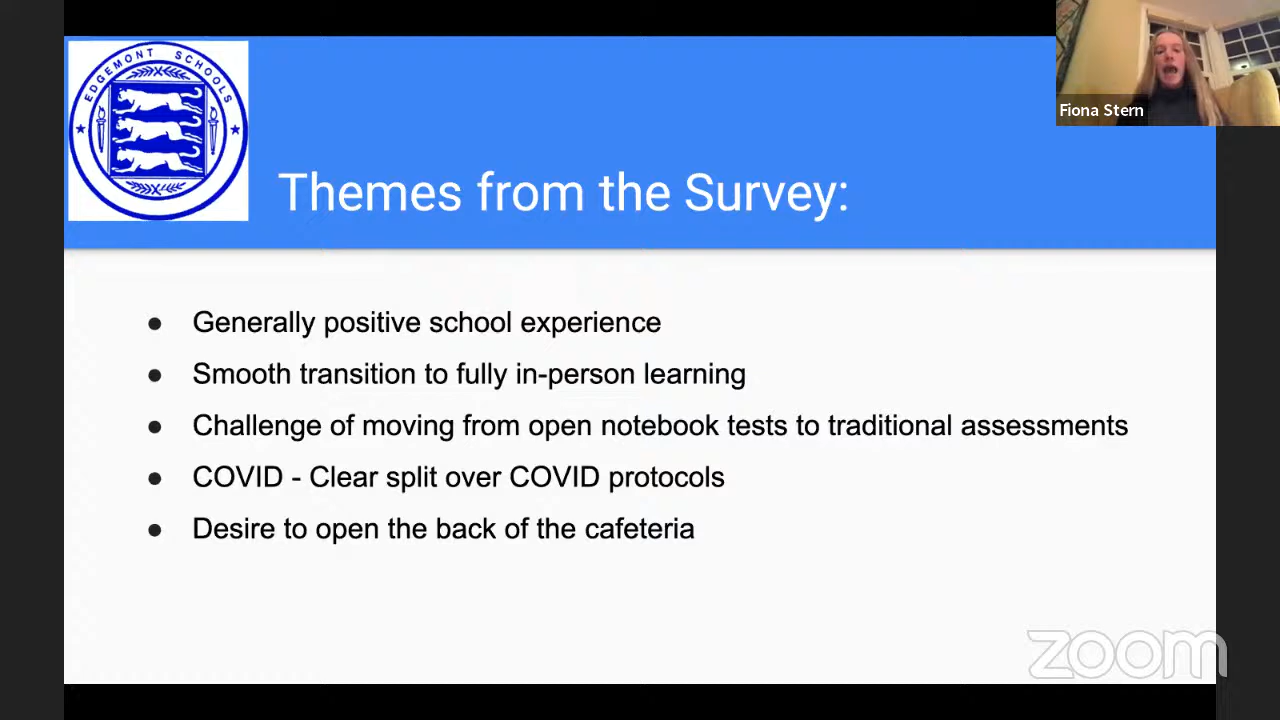 EDGEMONT SCHOOLS
Fiona Stern
Themes from the Survey:
● Generally positive school experience
● Smooth transition to fully in-person learning
● Challenge of moving from open notebook tests to traditional assessments
● COVID - Clear split over COVID protocols
● Desire to open the back of the cafeteria
zoom